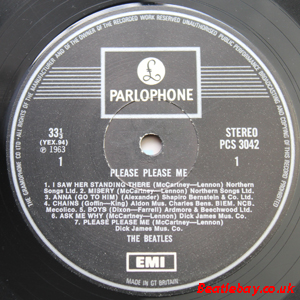 THE GRAMOPHONE CO LTD. ALL RIGHTS OF THE MANUFACTURER AND OF THE OWNER OF THE RECORDED WORK RESERVED. UNAUTHORISED PUBLIC PERFORMANCE BROADCASTING AND COPYING OF THIS RECORD PROHIBITED
£
PARLOPHONE
33⅓
(YEX.94)
℗ 1963
1
STEREO
PCS 3042
1
PLEASE PLEASE ME
1. I SAW HER STANDING THERE (McCartney—Lennon) Northern
Songs Ltd. 2. MISERY (McCartney—Lennon) Northern Songs Ltd.
3. ANNA (GO TO HIM) (Alexander) Shapiro Bernstein & Co. Ltd.
4. CHAINS (Goffin—King) Aldon Mus. Charles Bens. BIEM. NCB.
Mecolico. 5. BOYS (Dixon—Farrell) Ardmore & Beechwood Ltd.
6. ASK ME WHY (McCartney—Lennon) Dick James Mus. Co.
7. PLEASE PLEASE ME (McCartney—Lennon)
Dick James Mus. Co.
THE BEATLES
EMI
MADE IN GT BRITAIN
Beatlebay.co.uk